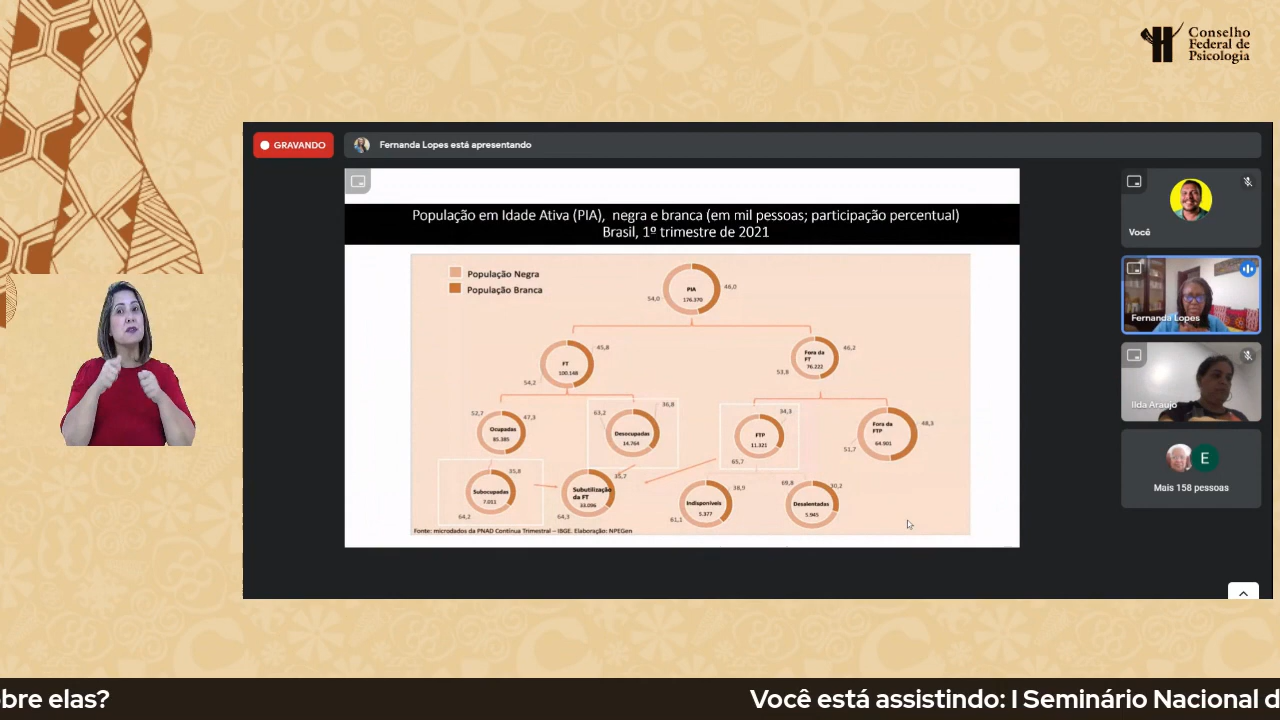 Conselho
Federal de
Psicologia
GRAVANDO
Fernanda Lopes está apresentando
População em Idade Ativa (PIA), negra e branca (em mil pessoas; participação percentual)
Brasil, 1º trimestre de 2021
População Negra
População Branca
PIA
176.370
54,0
46,0
FT
100.148
54,2
45,8
Fora da
FT
76.222
53,8
46,2
Ocupadas
85.385
52,7
47,3
Desocupadas
14.764
63,2
36,8
FTP
11.321
65,7
34,3
Fora da
FTP
64.901
51,7
48,3
Subocupadas
7.011
64,2
35,8
Subutilização
da FT
33.096
64,3
35,7
Indisponíveis
5.377
61,1
38,9
Desalentadas
5.945
69,8
30,2
Fonte: microdados da PNAD Contínua Trimestral – IBGE. Elaboração: NPEGen
Você
Fernanda Lopes
Ilda Araujo
E
Mais 158 pessoas
obre elas?
Você está assistindo: I Seminário Nacional d